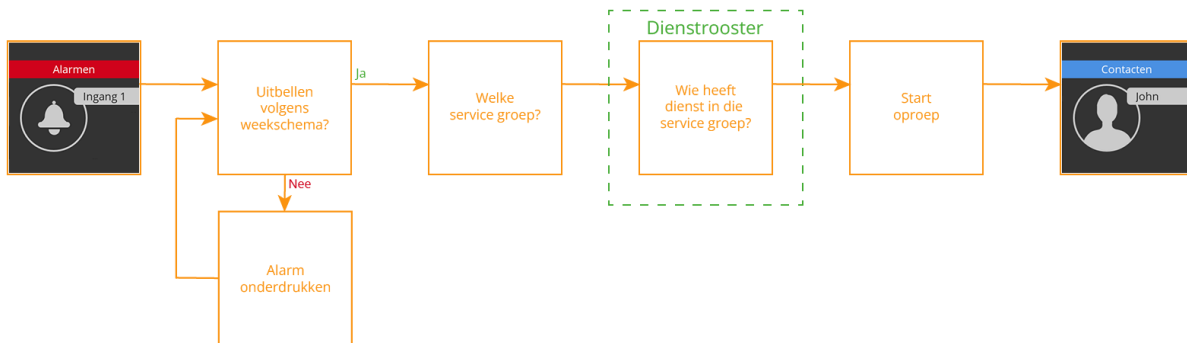 Dienstrooster
Alarmen
Ingang 1
Uitbellen
volgens
weekschema?
Ja
Nee
Alarm
onderdrukken
Welke
service groep?
Wie heeft
dienst in die
service groep?
Start
oproep
Contacten
John